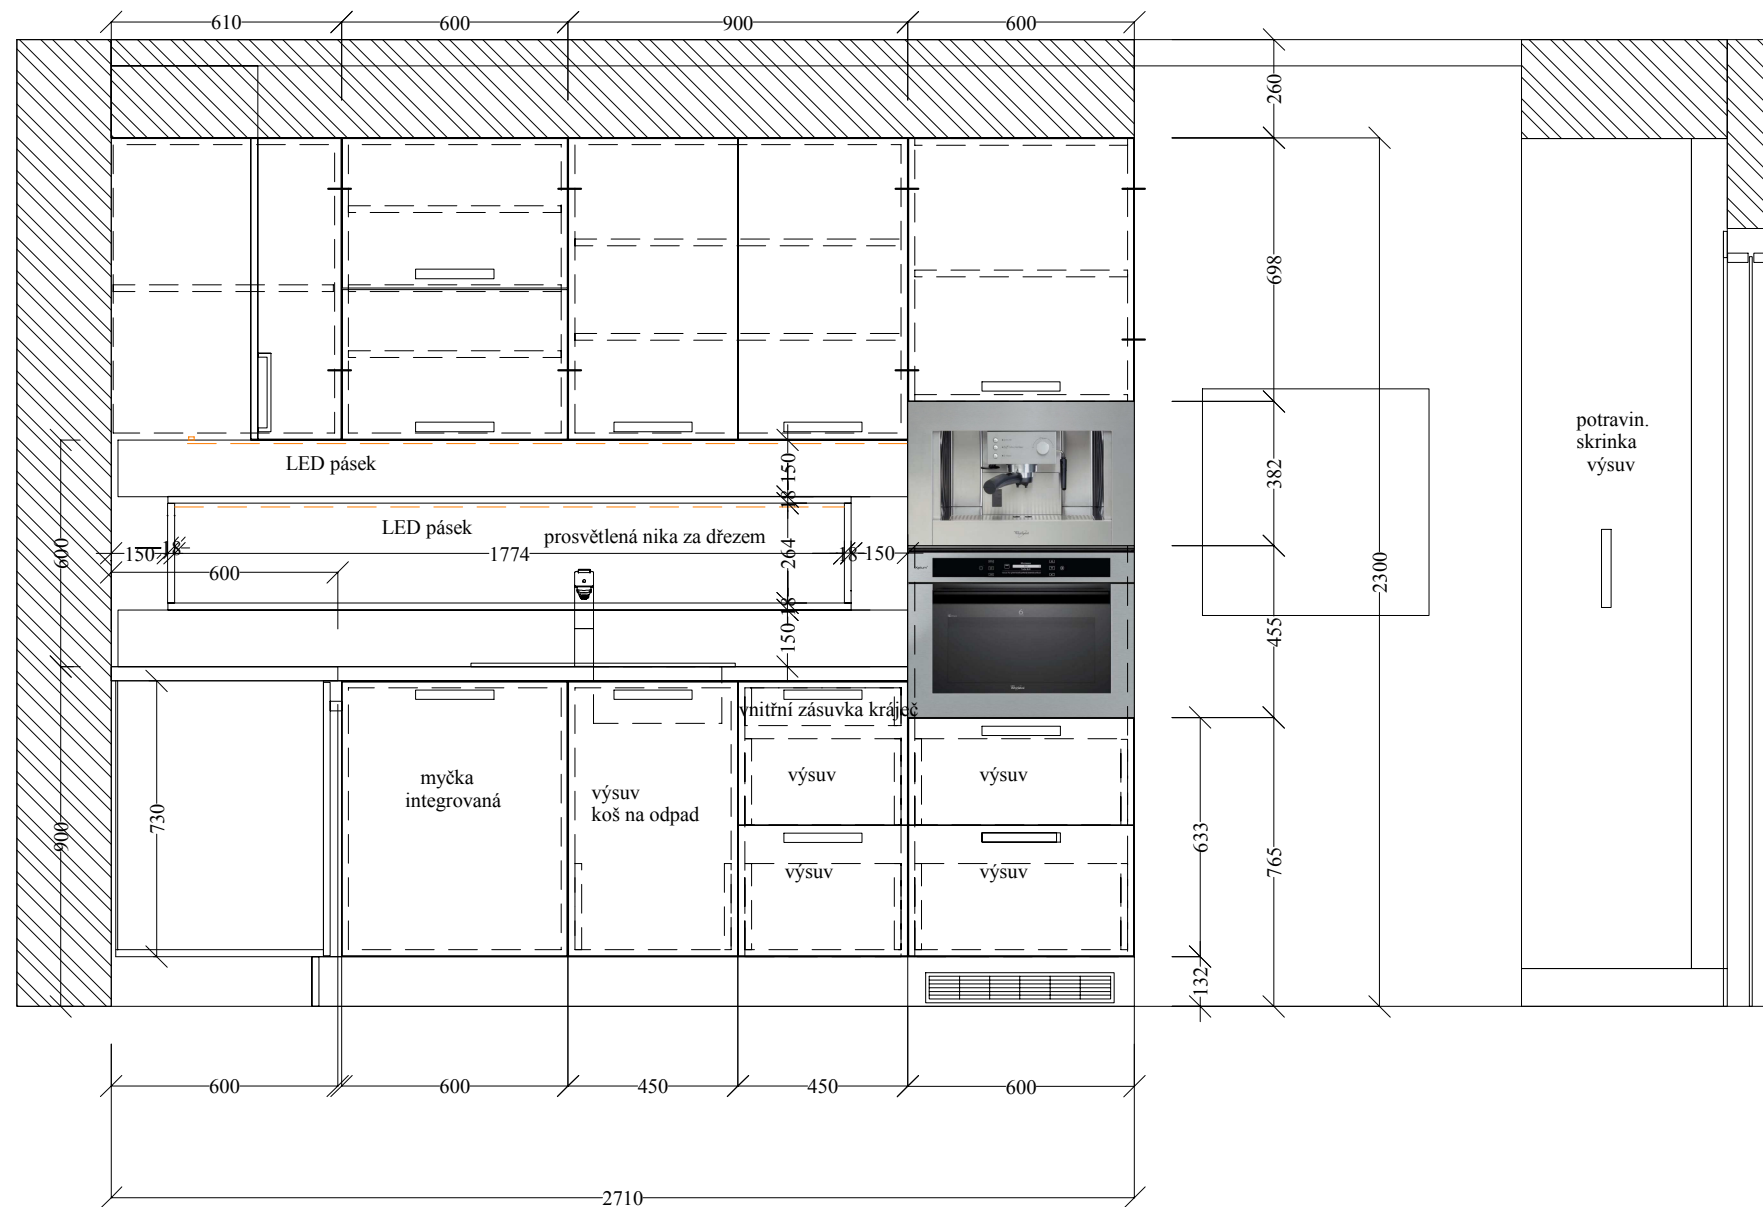 610
600
900
600
260
698
382
455
765
2300
633
132
potravin.
skrinka
výsuv
LED pásek
LED pásek
prosvětlená nika za dřezem
150
18
264
18
150
600
900
730
150
18
1774
18
150
600
vnitřní zásuvka kráječ
myčka
integrovaná
výsuv
koš na odpad
výsuv
výsuv
výsuv
výsuv
600
600
450
450
600
2710